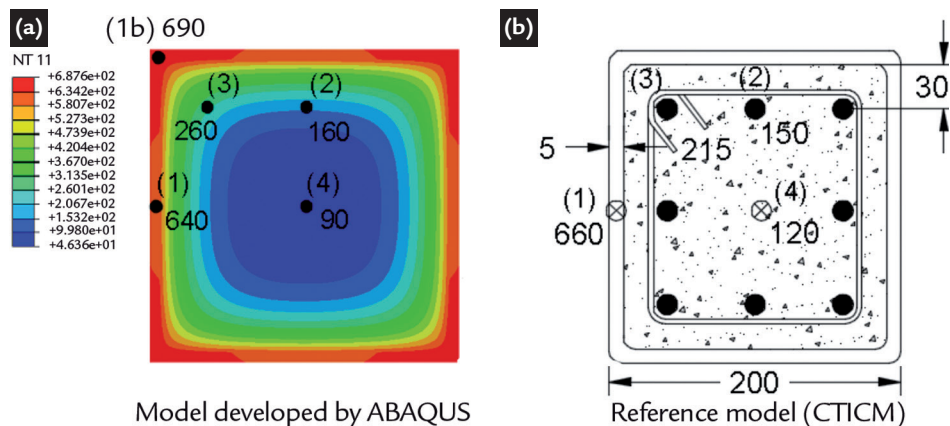 (a)
(1b) 690
NT 11
+6.876e+02
+6.342e+02
+5.807e+02
+5.273e+02
+4.739e+02
+4.204e+02
+3.670e+02
+3.135e+02
+2.601e+02
+2.067e+02
+1.532e+02
+9.980e+01
+4.636e+01
(3)
260
(2)
160
(1)
640
(4)
90
Model developed by ABAQUS
(b)
(3)
215
(2)
150
30
5
(1)
660
(4)
120
200
Reference model (CTICM)